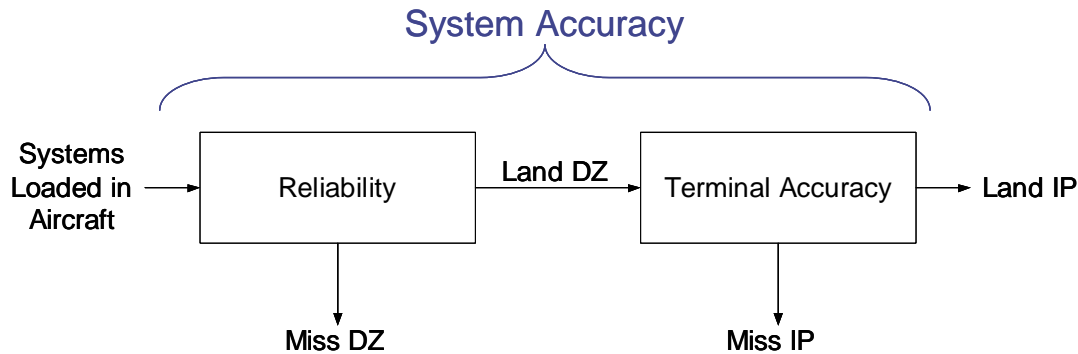 System Accuracy
Systems
Loaded in
Aircraft
Reliability
Land DZ
Terminal Accuracy
Land IP
Miss DZ
Miss IP